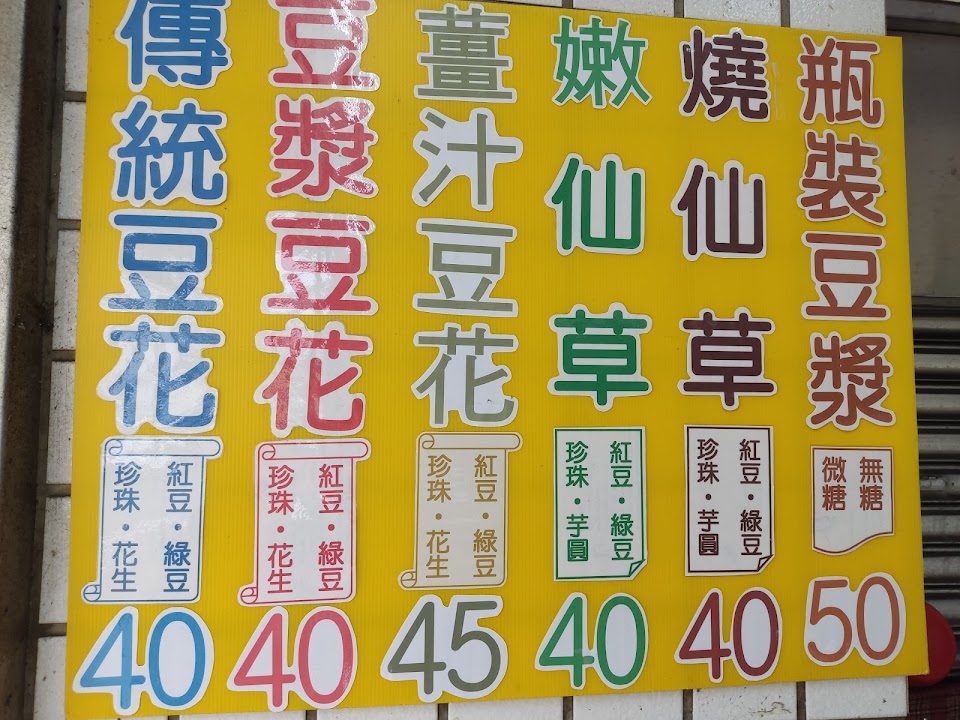 傳統豆花
紅豆・綠豆
珍珠・花生
40
豆漿豆花
紅豆・綠豆
珍珠・花生
40
薑汁豆花
紅豆・綠豆
珍珠・花生
45
嫩仙草
紅豆・綠豆
珍珠・芋圓
40
燒仙草
紅豆・綠豆
珍珠・芋圓
40
瓶裝豆漿
無糖
微糖
50